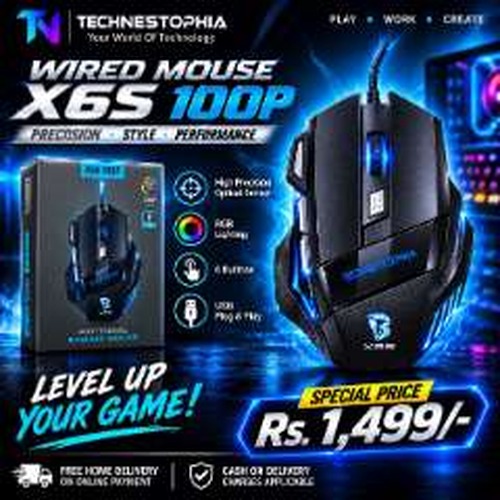 TN TECHNESTOPHIA
Your World Of Technology
PLAY • WORK • CREATE
WIRED MOUSE
X6S 100P
PRECISION · STYLE · PERFORMANCE
High Precision
Optical Sensor
RGB
Lighting
6 Buttons
USB
Plug & Play
LEVEL UP
YOUR GAME!
SPECIAL PRICE
Rs. 1,499/-
FREE HOME DELIVERY
ON ONLINE PAYMENT
CASH ON DELIVERY
CHARGES APPLICABLE